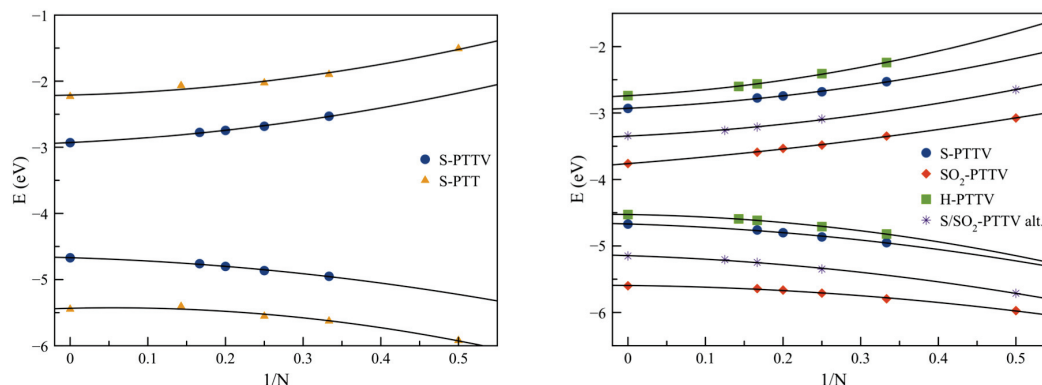 −1
−2
−3
−4
−5
−6
E (eV)
0
0.1
0.2
0.3
0.4
0.5
1/N
S-PTTV
S-PTT
−2
−3
−4
−5
−6
E (eV)
0
0.1
0.2
0.3
0.4
0.5
1/N
S-PTTV
SO₂-PTTV
H-PTTV
S/SO₂-PTTV alt.